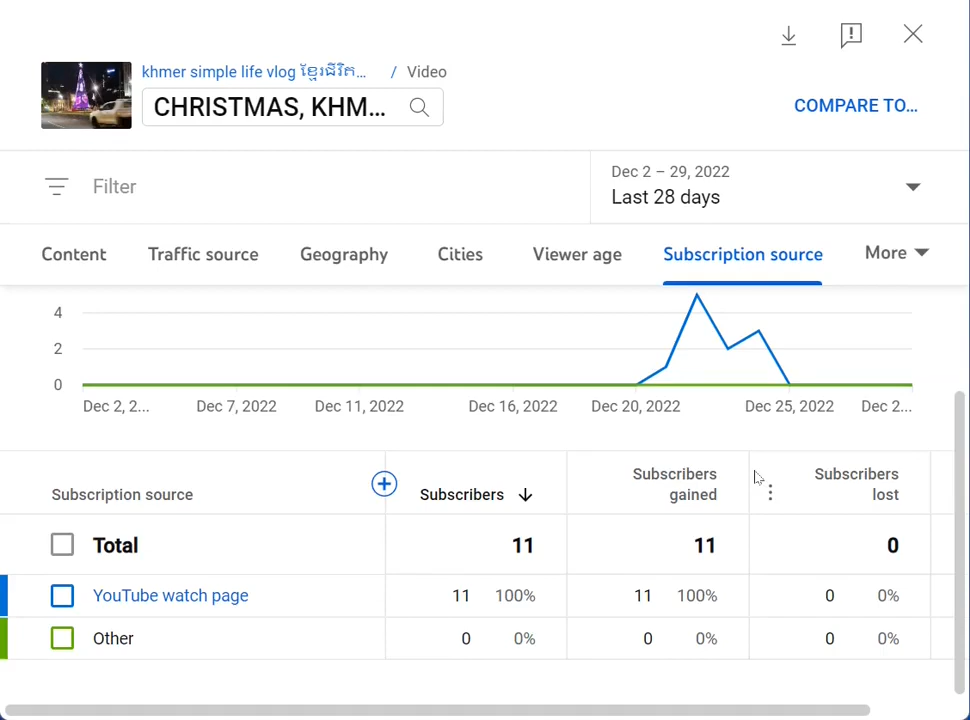 khmer simple life vlog ខ្មែរជីវិត... / Video
CHRISTMAS, KHM...
COMPARE TO...
Filter
Dec 2 – 29, 2022
Last 28 days
Content Traffic source Geography Cities Viewer age Subscription source More
4
2
0
Dec 2, 2... Dec 7, 2022 Dec 11, 2022 Dec 16, 2022 Dec 20, 2022 Dec 25, 2022 Dec 2...
Subscription source Subscribers Subscribers gained Subscribers lost
Total 11 11 0
YouTube watch page 11 100% 11 100% 0 0%
Other 0 0% 0 0% 0 0%